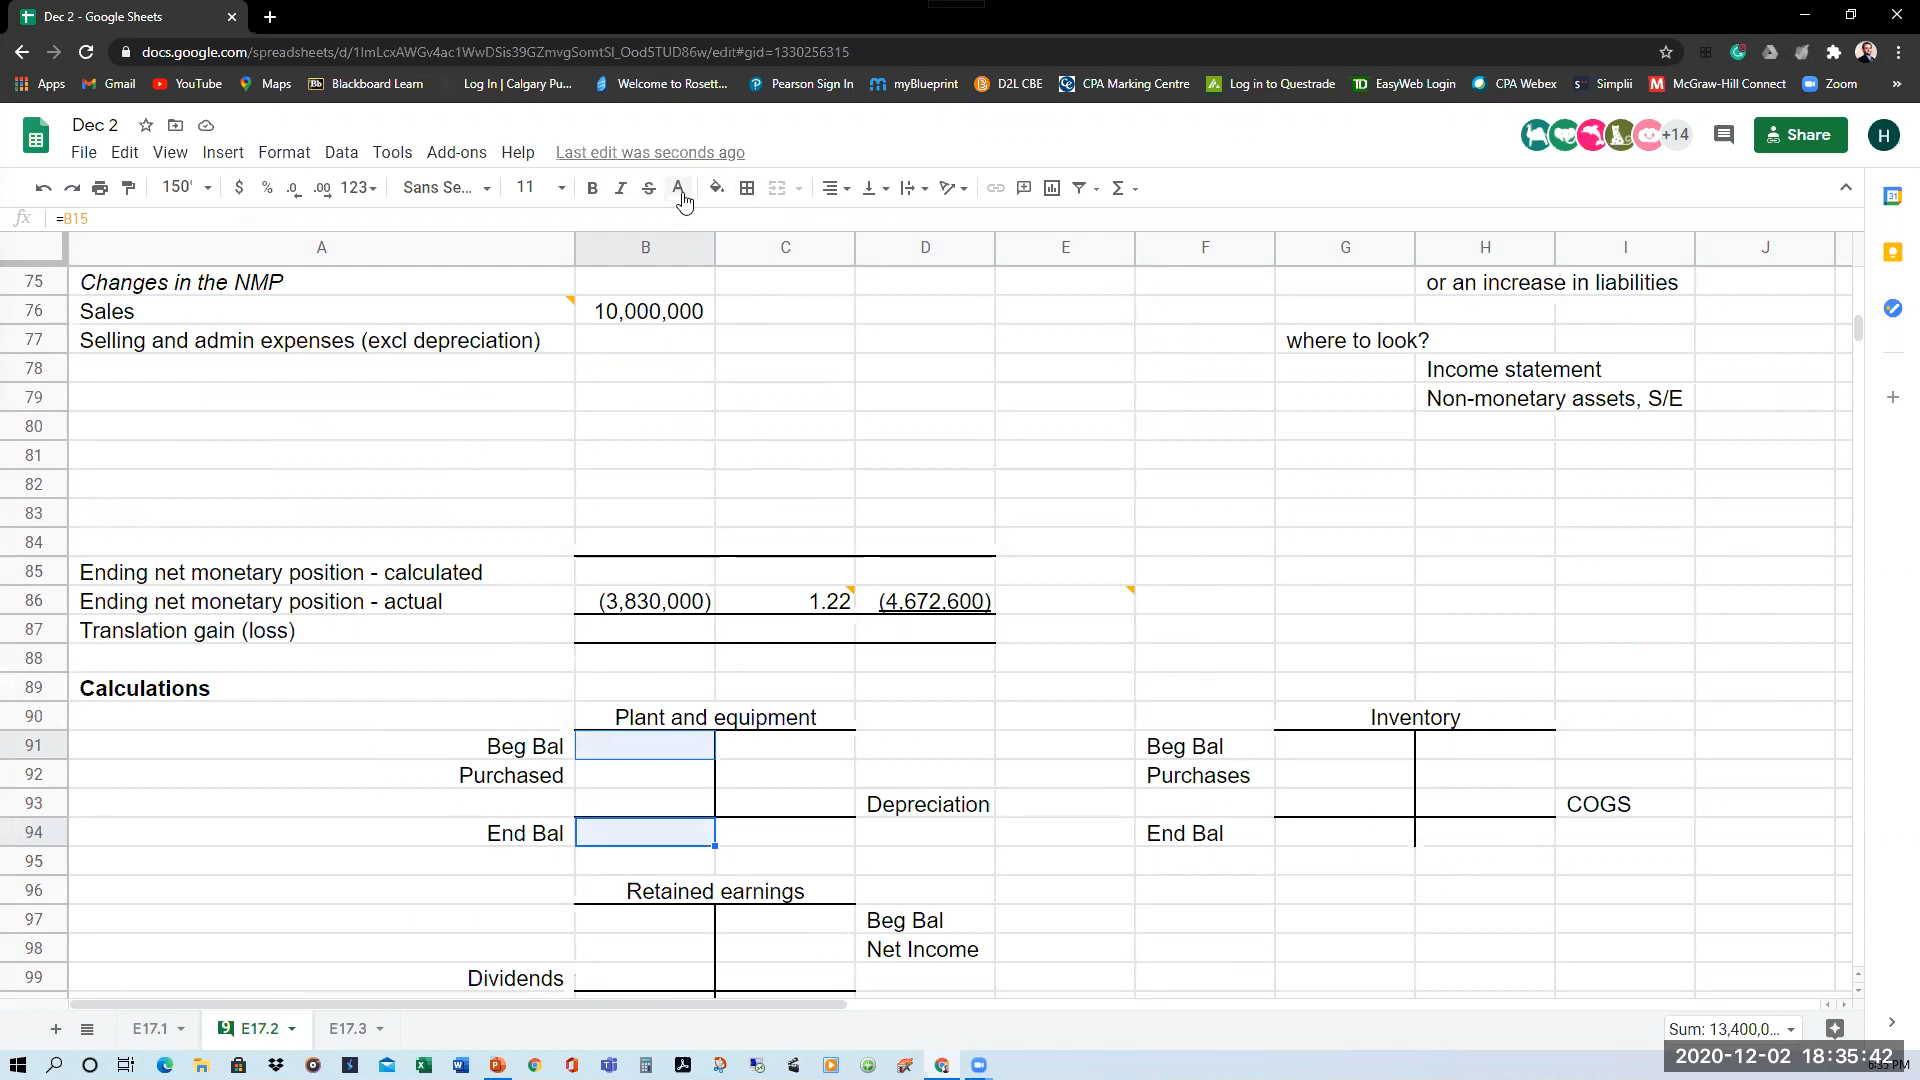 Dec 2 - Google Sheets
docs.google.com/spreadsheets/d/1lmLcxAWGv4ac1WwDSis39GZmvgSomtSl_Ood5TUD86w/edit#gid=1330256315
Apps Gmail YouTube Maps Bb Blackboard Learn Log In | Calgary Pu... Welcome to Rosett... Pearson Sign In myBlueprint D2L CBE CPA Marking Centre Log in to Questrade TD EasyWeb Login CPA Webex Simplii McGraw-Hill Connect Zoom »
Dec 2
+14 Share H
File Edit View Insert Format Data Tools Add-ons Help Last edit was seconds ago
150% $ % .0 .00 123 Sans Se... 11 B I S A
fx =B15
A B C D E F G H I J
75 Changes in the NMP or an increase in liabilities
76 Sales 10,000,000
77 Selling and admin expenses (excl depreciation) where to look?
78 Income statement
79 Non-monetary assets, S/E
80
81
82
83
84
85 Ending net monetary position - calculated
86 Ending net monetary position - actual (3,830,000) 1.22 (4,672,600)
87 Translation gain (loss)
88
89 Calculations
90 Plant and equipment Inventory
91 Beg Bal Beg Bal
92 Purchased Purchases
93 Depreciation COGS
94 End Bal End Bal
95
96 Retained earnings
97 Beg Bal
98 Net Income
99 Dividends
E17.1 9 E17.2 E17.3 Sum: 13,400,0...
2020-12-02 18:35:42